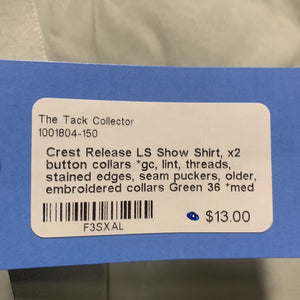 The Tack Collector
1001804-150
Crest Release LS Show Shirt, x2
button collars *gc, lint, threads,
stained edges, seam puckers, older,
embroidered collars Green 36 *med
F3SXAL
$13.00